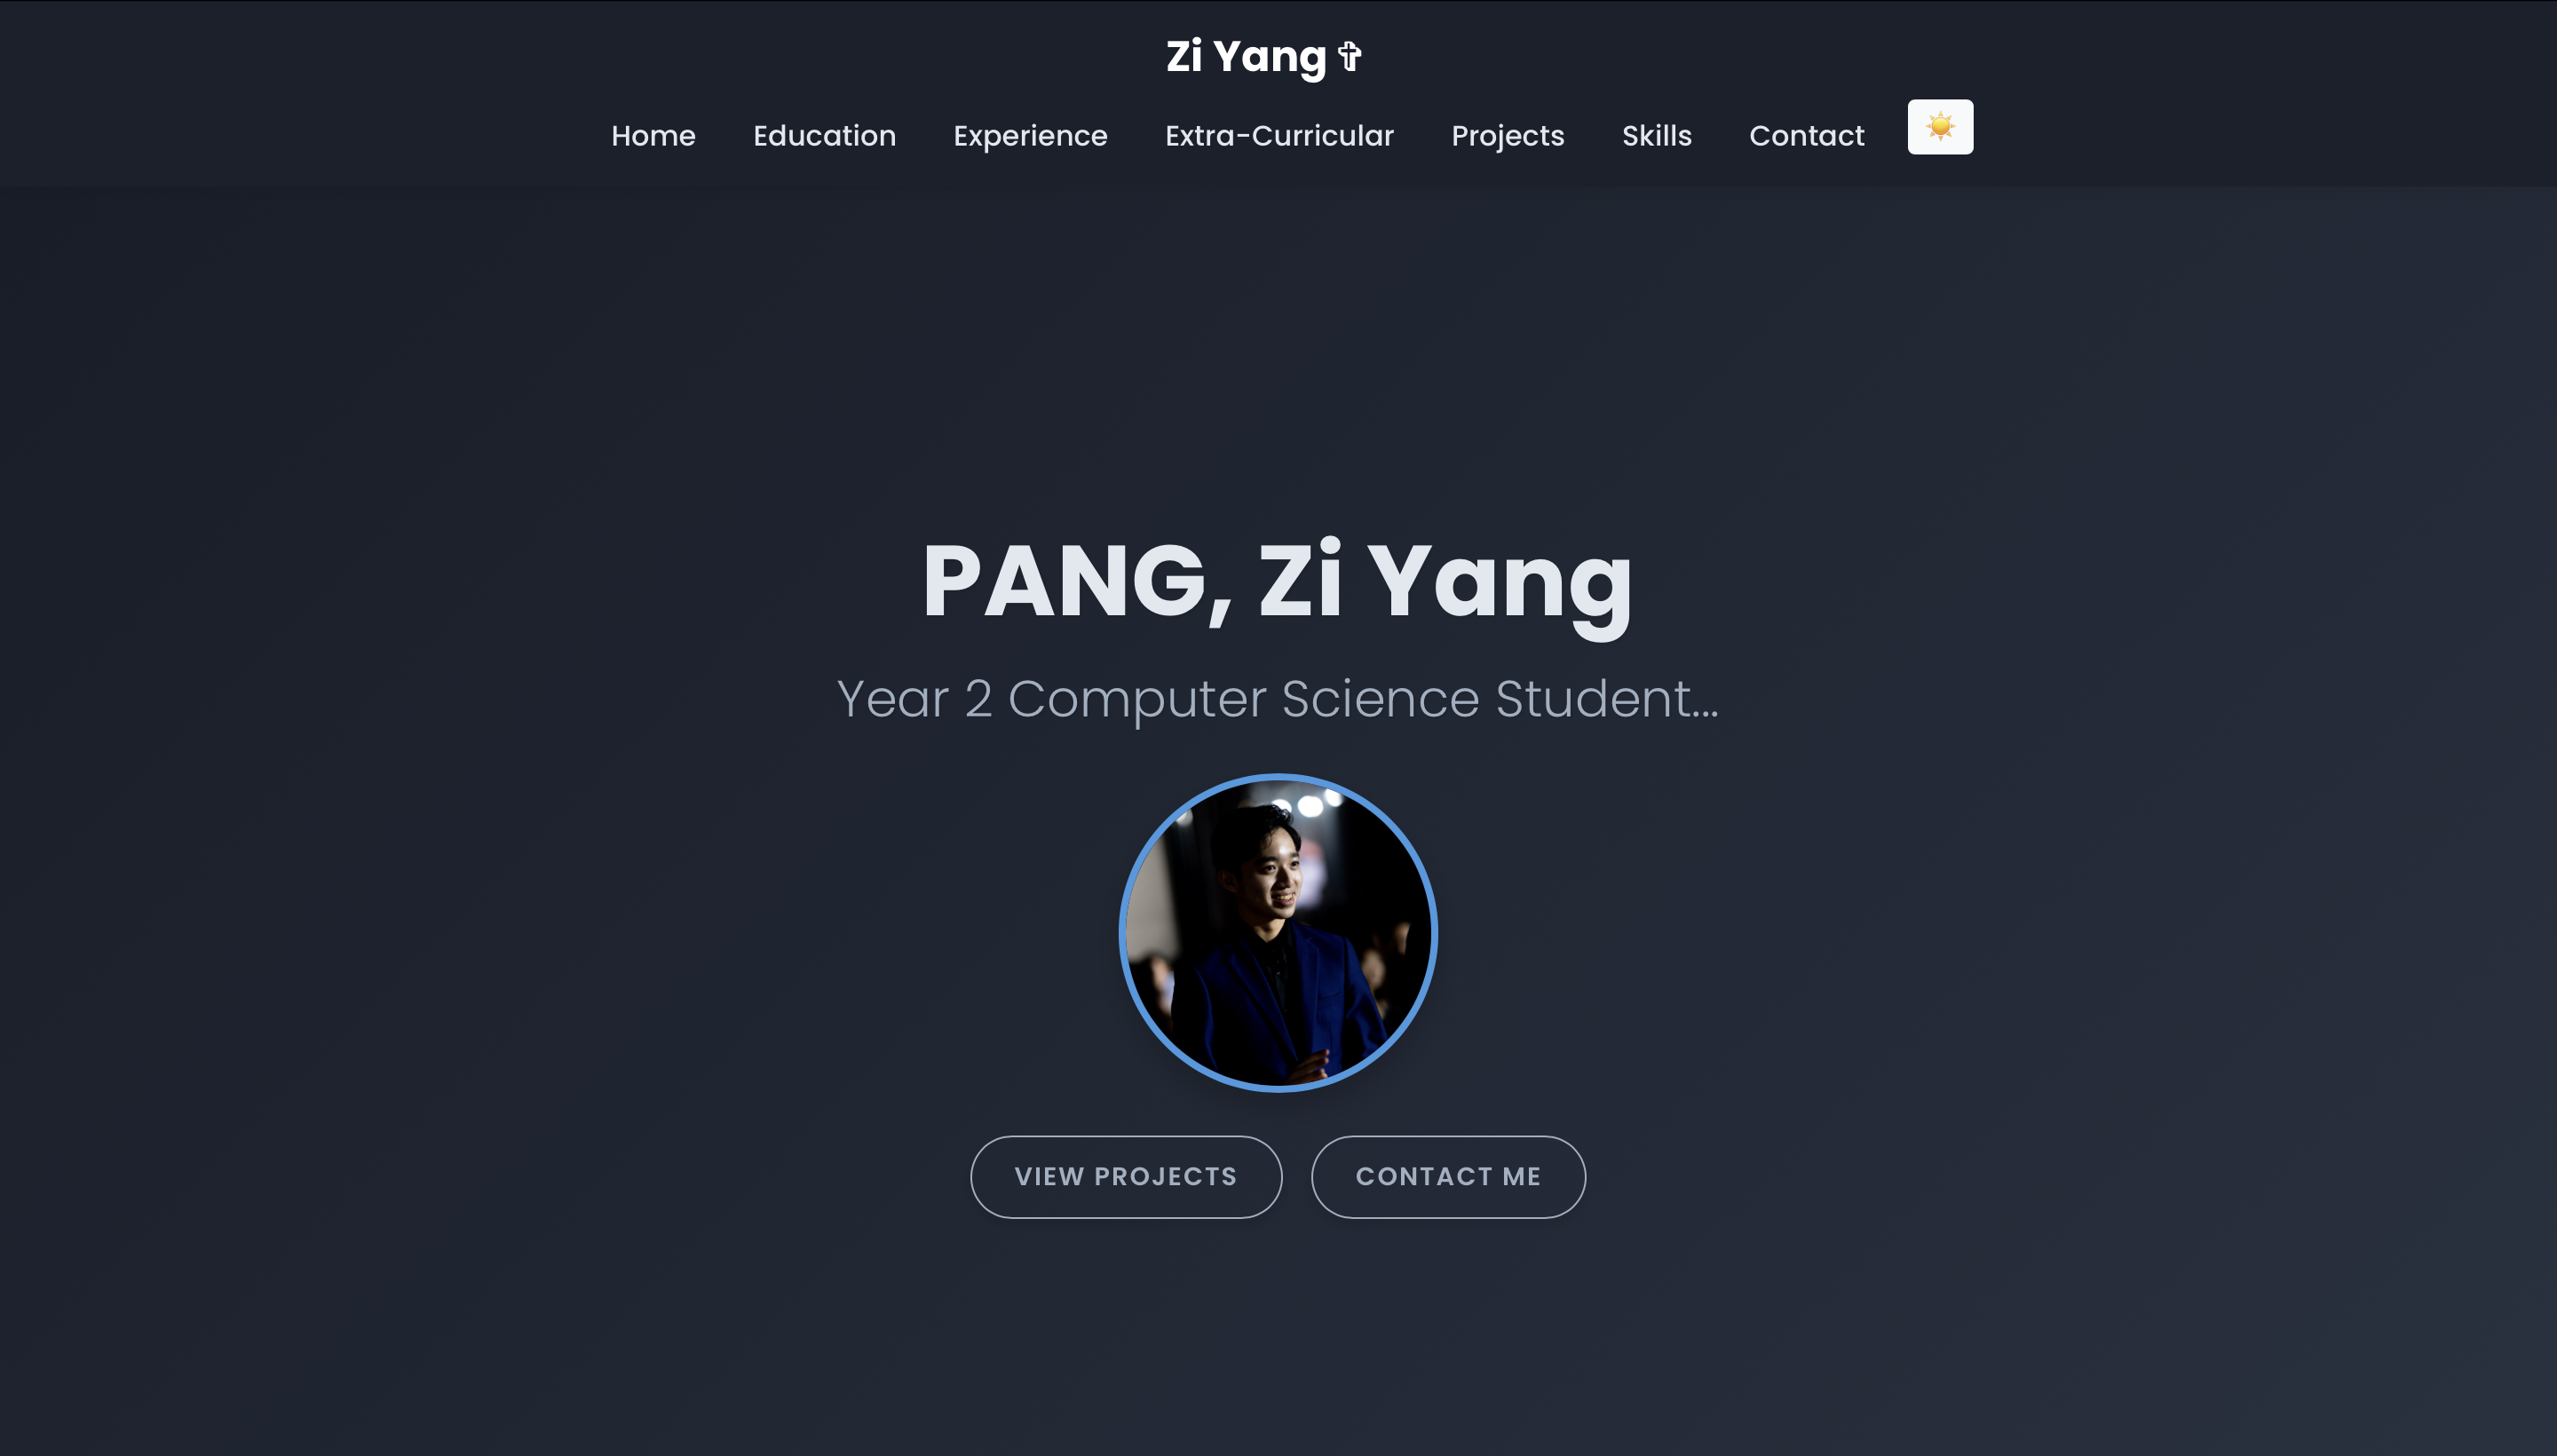 Zi Yang ✞
Home Education Experience Extra-Curricular Projects Skills Contact
PANG, Zi Yang
Year 2 Computer Science Student...
VIEW PROJECTS CONTACT ME